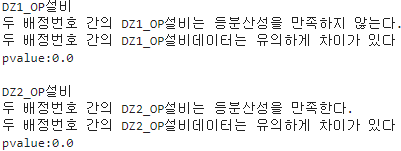 DZ1_OP설비
두 배정번호 간의 DZ1_OP설비는 등분산성을 만족하지 않는다.
두 배정번호 간의 DZ1_OP설비데이터는 유의하게 차이가 있다
pvalue:0.0

DZ2_OP설비
두 배정번호 간의 DZ2_OP설비는 등분산성을 만족한다.
두 배정번호 간의 DZ2_OP설비데이터는 유의하게 차이가 있다
pvalue:0.0